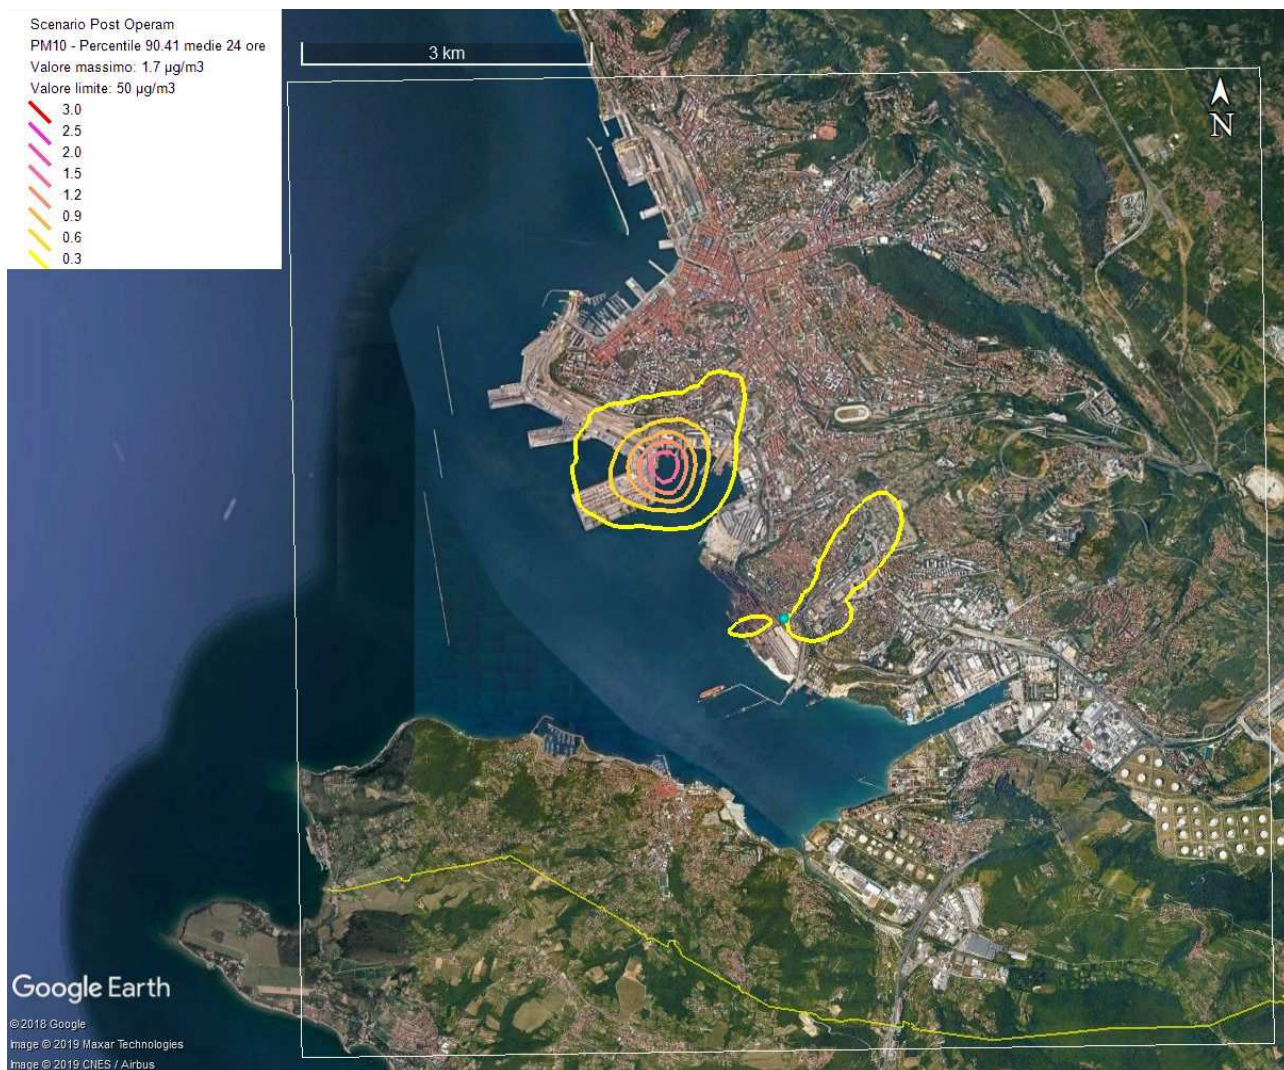 Scenario Post Operam
PM10 - Percentile 90.41 medie 24 ore
Valore massimo: 1.7 µg/m3
Valore limite: 50 µg/m3
3.0
2.5
2.0
1.5
1.2
0.9
0.6
0.3
3 km
N
Google Earth
© 2018 Google
Image © 2019 Maxar Technologies
Image © 2019 CNES / Airbus